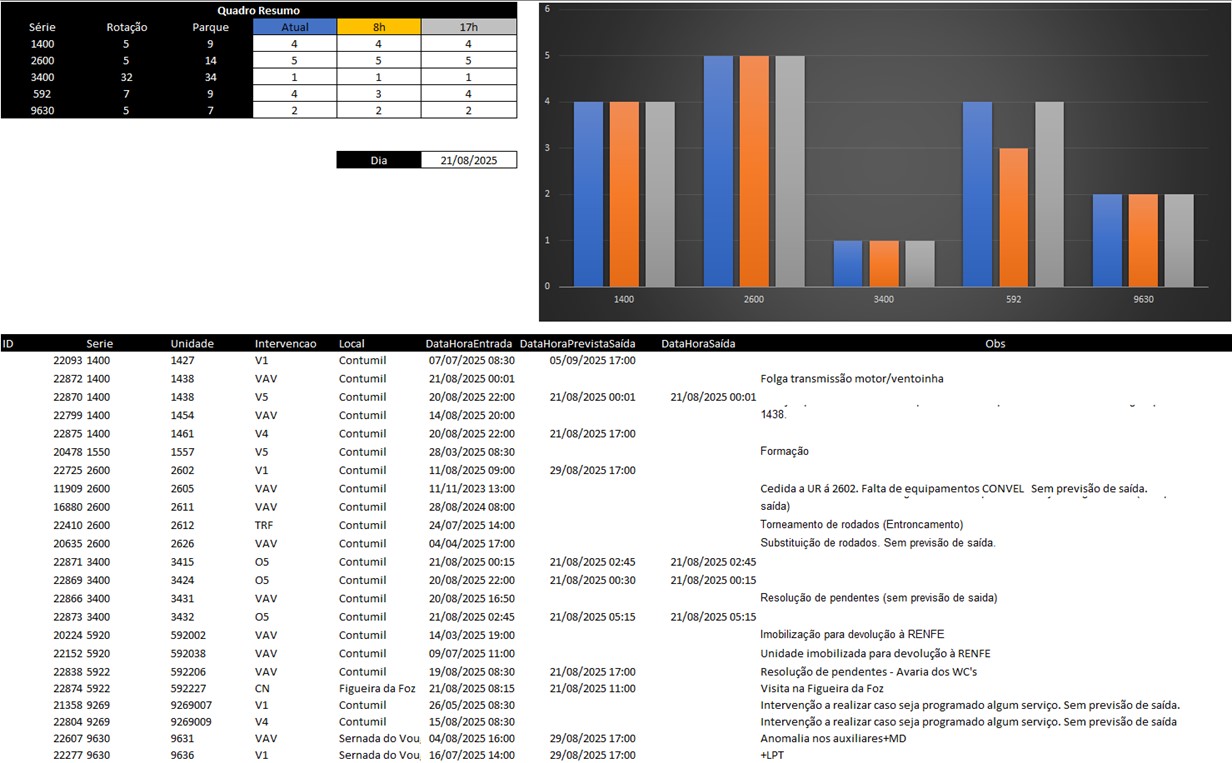 Quadro Resumo
Série Rotação Parque Atual 8h 17h
1400 5 9 4 4 4
2600 5 14 5 5 5
3400 32 34 1 1 1
592 7 9 4 3 4
9630 5 7 2 2 2
Dia 21/08/2025
6
5
4
3
2
1
0
1400 2600 3400 592 9630
ID Serie Unidade Intervencao Local DataHoraEntrada DataHoraPrevistaSaída DataHoraSaída Obs
22093 1400 1427 V1 Contumil 07/07/2025 08:30 05/09/2025 17:00
22872 1400 1438 VAV Contumil 21/08/2025 00:01 Folga transmissão motor/ventoinha
22870 1400 1438 V5 Contumil 20/08/2025 22:00 21/08/2025 00:01 21/08/2025 00:01
22799 1400 1454 VAV Contumil 14/08/2025 20:00 1438.
22875 1400 1461 V4 Contumil 20/08/2025 22:00 21/08/2025 17:00
20478 1550 1557 V5 Contumil 28/03/2025 08:30 Formação
22725 2600 2602 V1 Contumil 11/08/2025 09:00 29/08/2025 17:00
11909 2600 2605 VAV Contumil 11/11/2023 13:00 Cedida a UR á 2602. Falta de equipamentos CONVEL Sem previsão de saída.
16880 2600 2611 VAV Contumil 28/08/2024 08:00 saída)
22410 2600 2612 TRF Contumil 24/07/2025 14:00 Torneamento de rodados (Entroncamento)
20635 2600 2626 VAV Contumil 04/04/2025 17:00 Substituição de rodados. Sem previsão de saída.
22871 3400 3415 O5 Contumil 21/08/2025 00:15 21/08/2025 02:45 21/08/2025 02:45
22869 3400 3424 O5 Contumil 20/08/2025 22:00 21/08/2025 00:30 21/08/2025 00:15
22866 3400 3431 VAV Contumil 20/08/2025 16:50 Resolução de pendentes (sem previsão de saida)
22873 3400 3432 O5 Contumil 21/08/2025 02:45 21/08/2025 05:15 21/08/2025 05:15
20224 5920 592002 VAV Contumil 14/03/2025 19:00 Imobilização para devolução à RENFE
22152 5920 592038 VAV Contumil 09/07/2025 11:00 Unidade imobilizada para devolução à RENFE
22838 5922 592206 VAV Contumil 19/08/2025 08:30 21/08/2025 17:00 Resolução de pendentes - Avaria dos WC's
22874 5922 592227 CN Figueira da Foz 21/08/2025 08:15 21/08/2025 11:00 Visita na Figueira da Foz
21358 9269 9269007 V1 Contumil 26/05/2025 08:30 Intervenção a realizar caso seja programado algum serviço. Sem previsão de saída.
22804 9269 9269009 V4 Contumil 15/08/2025 08:30 Intervenção a realizar caso seja programado algum serviço. Sem previsão de saída
22607 9630 9631 VAV Sernada do Vou 04/08/2025 16:00 29/08/2025 17:00 Anomalia nos auxiliares+MD
22277 9630 9636 V1 Sernada do Vou 16/07/2025 14:00 29/08/2025 17:00 +LPT